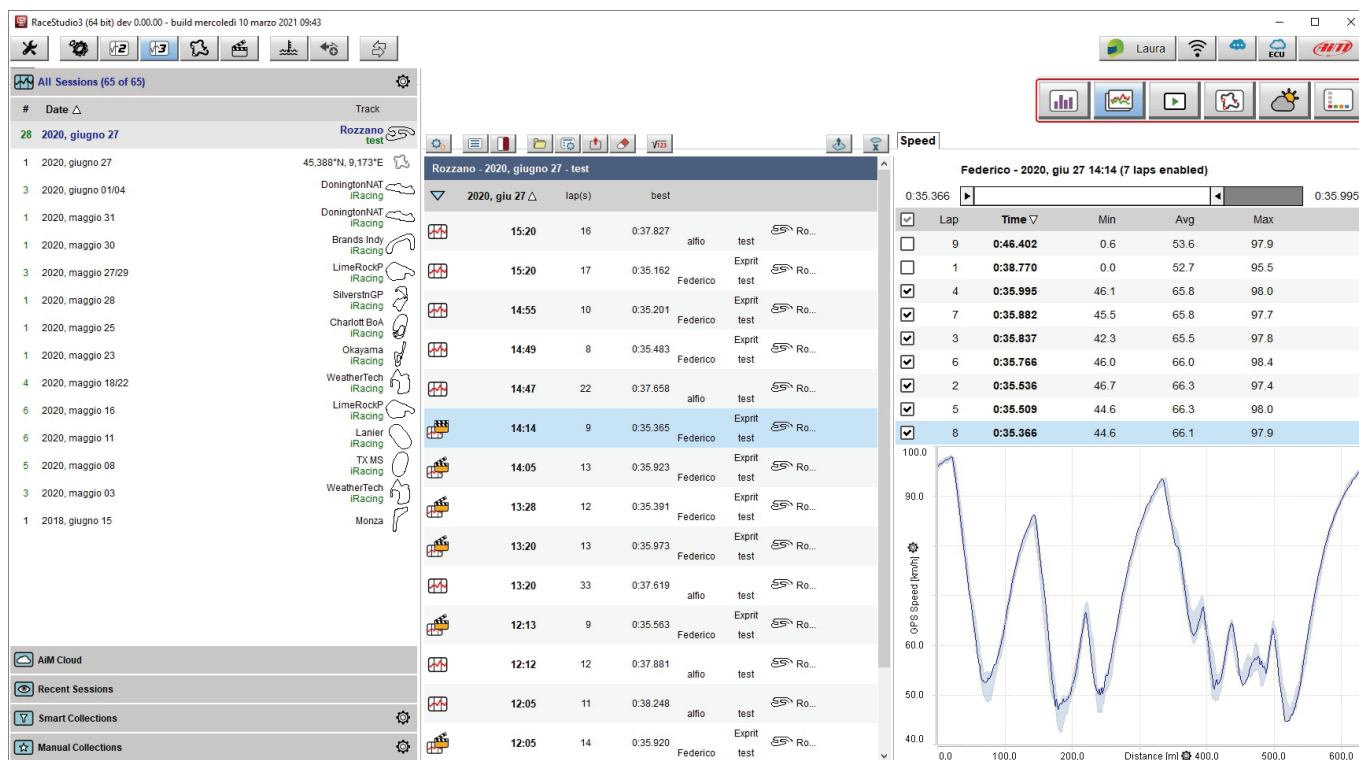 RaceStudio3 (64 bit) dev 0.00.00 - build mercoledì 10 marzo 2021 09:43
2 3 Laura ECU AiM
All Sessions (65 of 65)
# Date △ Track
28 2020, giugno 27 Rozzano
test
1 2020, giugno 27 45,388°N, 9,173°E
3 2020, giugno 01/04 DoningtonNAT
iRacing
1 2020, maggio 31 DoningtonNAT
iRacing
1 2020, maggio 30 Brands Indy
iRacing
3 2020, maggio 27/29 LimeRockP
iRacing
1 2020, maggio 28 SilverstnGP
iRacing
1 2020, maggio 25 Charlott BoA
iRacing
1 2020, maggio 23 Okayama
iRacing
4 2020, maggio 18/22 WeatherTech
iRacing
6 2020, maggio 16 LimeRockP
iRacing
6 2020, maggio 11 Lanier
iRacing
5 2020, maggio 08 TX MS
iRacing
3 2020, maggio 03 WeatherTech
iRacing
1 2018, giugno 15 Monza
AiM Cloud
Recent Sessions
Smart Collections
Manual Collections
√123
Rozzano - 2020, giugno 27 - test
2020, giu 27 △ lap(s) best
15:20 16 0:37.827 Ro...
alfio test
Exprit
15:20 17 0:35.162 Ro...
Federico test
Exprit
14:55 10 0:35.201 Ro...
Federico test
Exprit
14:49 8 0:35.483 Ro...
Federico test
14:47 22 0:37.658 Ro...
alfio test
Exprit
14:14 9 0:35.365 Ro...
Federico test
Exprit
14:05 13 0:35.923 Ro...
Federico test
Exprit
13:28 12 0:35.391 Ro...
Federico test
Exprit
13:20 13 0:35.973 Ro...
Federico test
13:20 33 0:37.619 Ro...
alfio test
Exprit
12:13 9 0:35.563 Ro...
Federico test
12:12 12 0:37.881 Ro...
alfio test
12:05 11 0:38.248 Ro...
alfio test
Exprit
12:05 14 0:35.920 Ro...
Federico test
Speed
Federico - 2020, giu 27 14:14 (7 laps enabled)
0:35.366 0:35.995
Lap Time ▽ Min Avg Max
9 0:46.402 0.6 53.6 97.9
1 0:38.770 0.0 52.7 95.5
4 0:35.995 46.1 65.8 98.0
7 0:35.882 45.5 65.8 97.7
3 0:35.837 42.3 65.5 97.8
6 0:35.766 46.0 66.0 98.4
2 0:35.536 46.7 66.3 97.4
5 0:35.509 44.6 66.3 98.0
8 0:35.366 44.6 66.1 97.9
100.0
90.0
GPS Speed [km/h]
60.0
50.0
40.0
0.0 100.0 200.0 Distance [m] 400.0 500.0 600.0